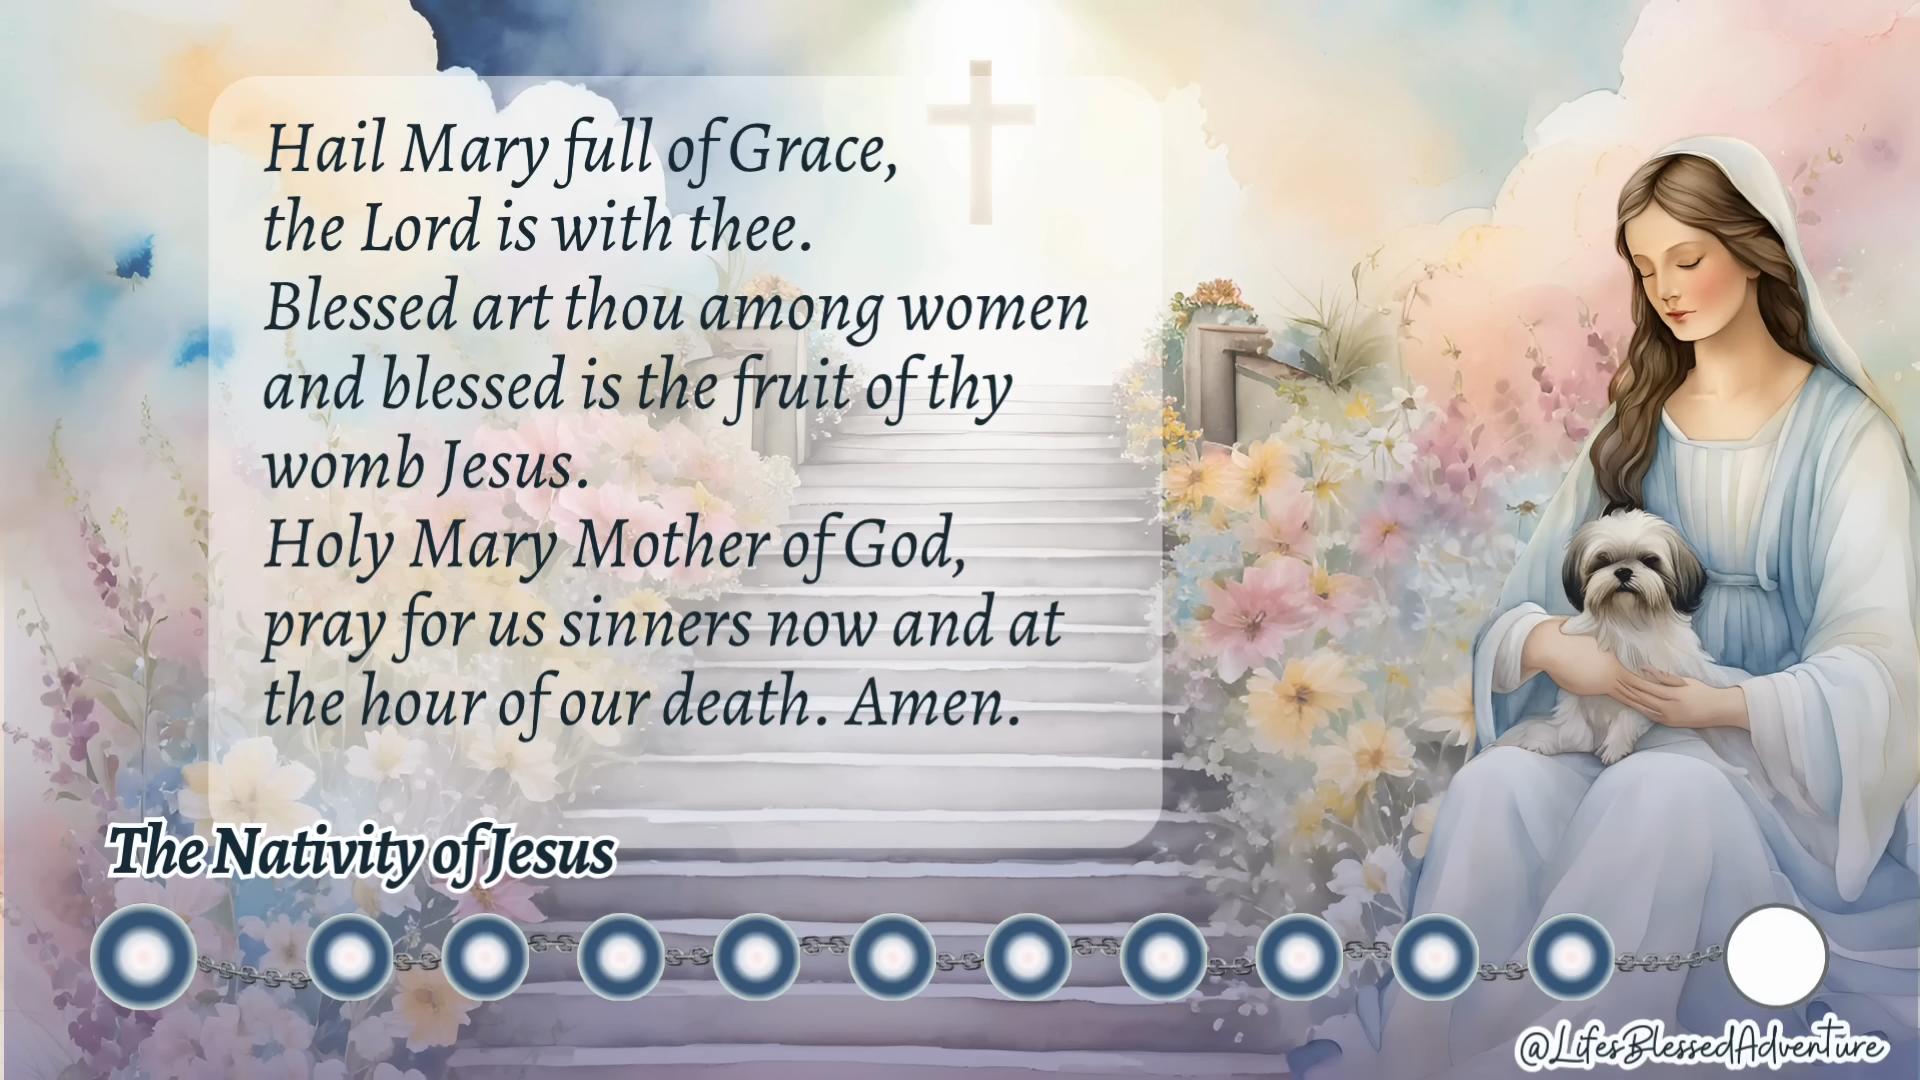 Hail Mary full of Grace,
the Lord is with thee.
Blessed art thou among women
and blessed is the fruit of thy
womb Jesus.
Holy Mary Mother of God,
pray for us sinners now and at
the hour of our death. Amen.
The Nativity of Jesus
@LifesBlessedAdventure